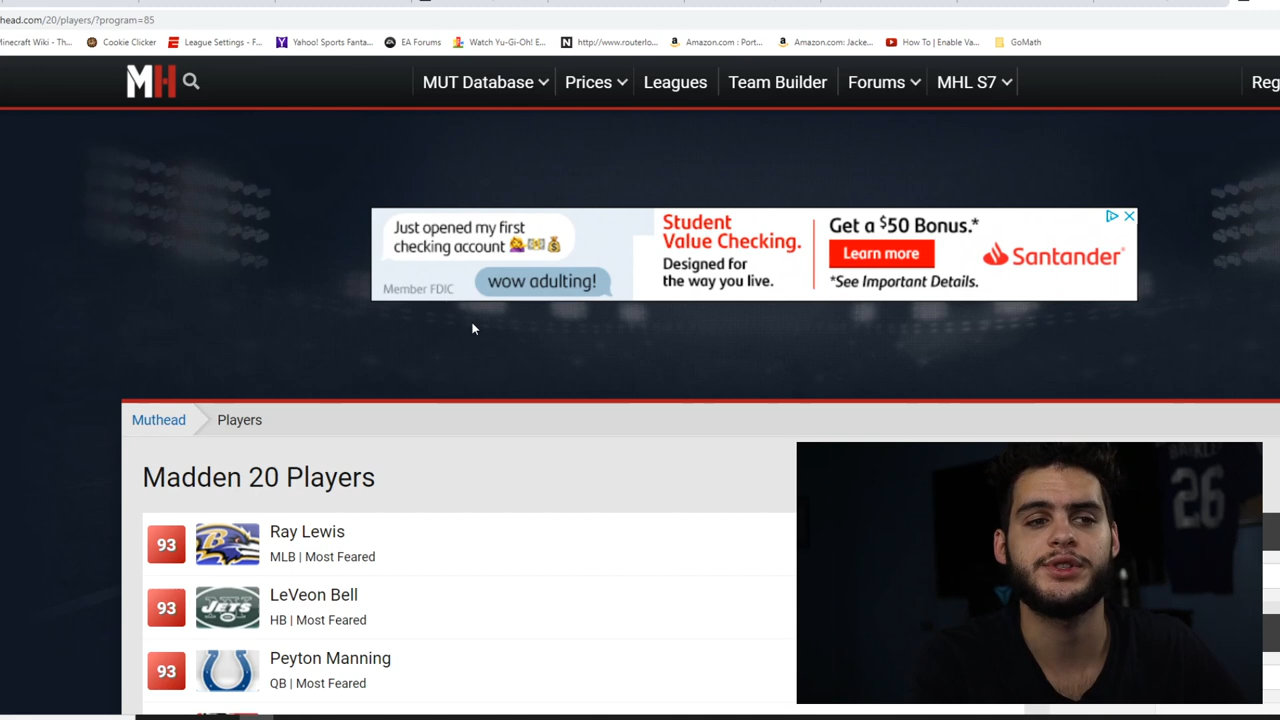 head.com/20/players/?program=85
Minecraft Wiki - Th...
Cookie Clicker
League Settings - F...
Yahoo! Sports Fanta...
EA Forums
Watch Yu-Gi-Oh! E...
http://www.routerlo...
Amazon.com : Port...
Amazon.com: Jacke...
How To | Enable Va...
GoMath
MH
MUT Database
Prices
Leagues
Team Builder
Forums
MHL S7
Reg
Just opened my first
checking account
wow adulting!
Member FDIC
Student
Value Checking.
Designed for
the way you live.
Get a $50 Bonus.*
Learn more
*See Important Details.
Santander
Muthead
Players
Madden 20 Players
93
Ray Lewis
MLB | Most Feared
93
JETS
LeVeon Bell
HB | Most Feared
93
Peyton Manning
QB | Most Feared
26